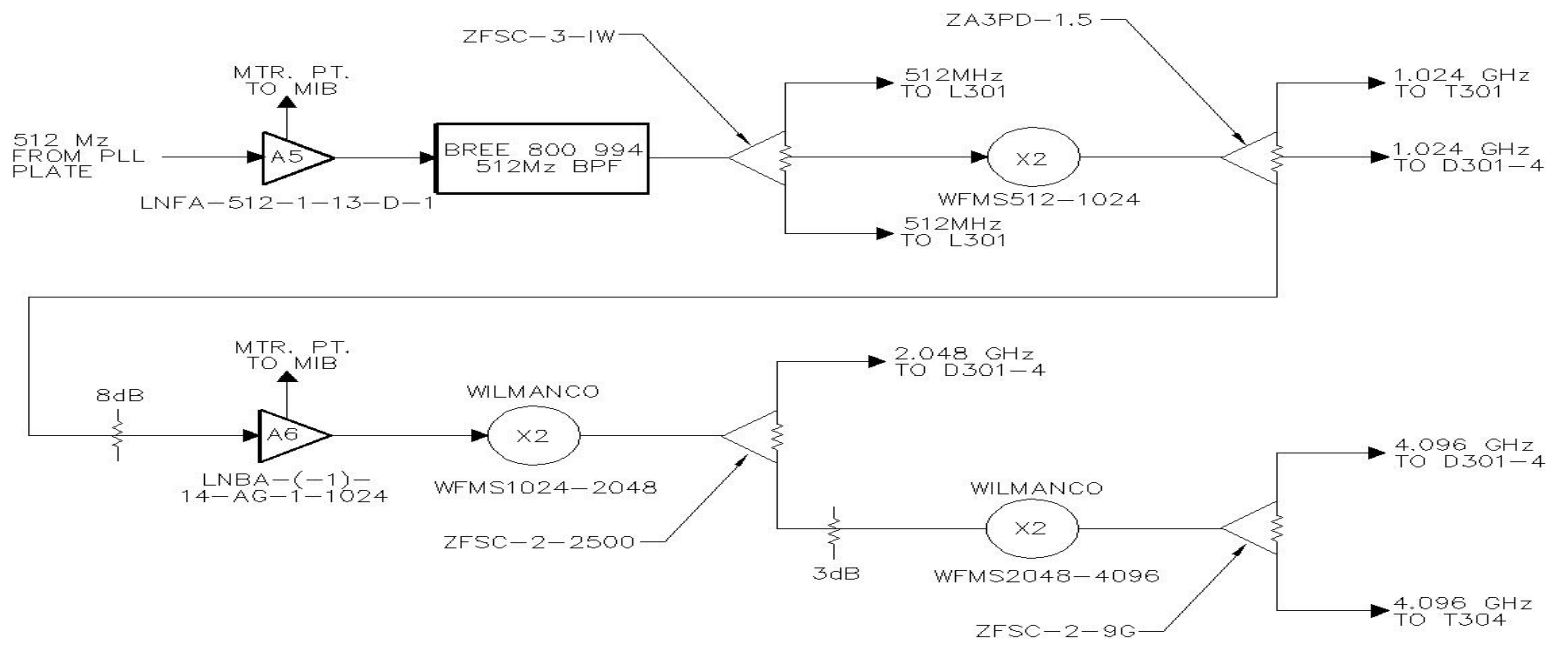 ZFSC-3-IW
ZA3PD-1.5
MTR. PT.
TO MIB
512MHz
TO L301
1.024 GHz
TO T301
512 Mz
FROM PLL
PLATE
A5
BREE 800 994
512Mz BPF
X2
1.024 GHz
TO D301-4
LNFA-512-1-13-D-1
WFMS512-1024
512MHz
TO L301
MTR. PT.
TO MIB
2.048 GHz
TO D301-4
8dB
WILMANCO
A6
X2
4.096 GHz
TO D301-4
LNBA-(-1)-
14-AG-1-1024
WFMS1024-2048
WILMANCO
X2
ZFSC-2-2500
3dB
WFMS2048-4096
4.096 GHz
TO T304
ZFSC-2-9G